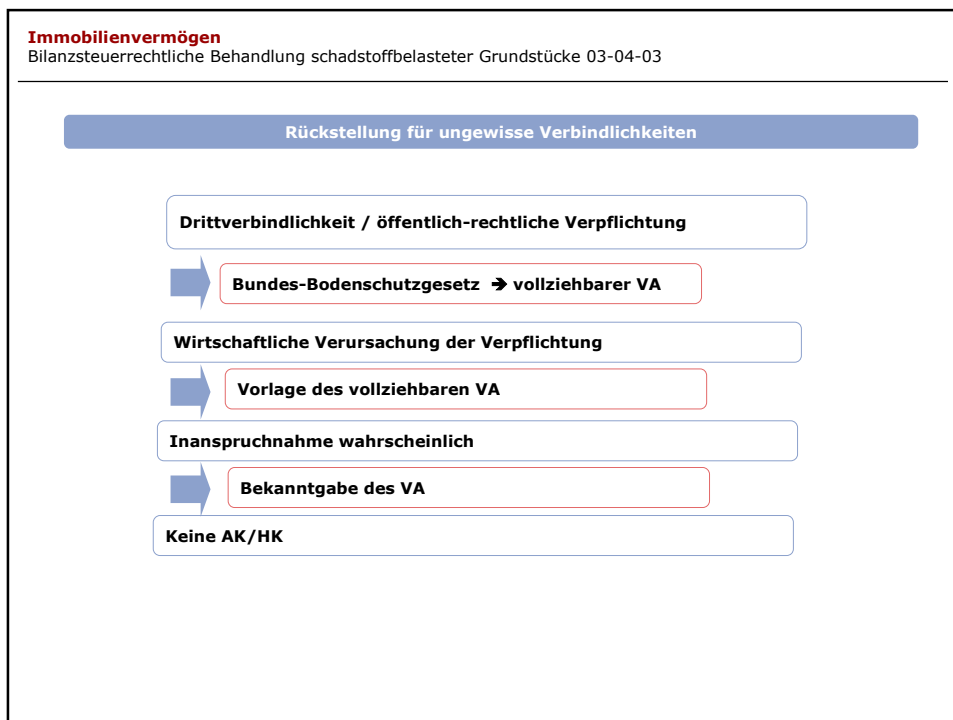 Immobilienvermögen
Bilanzsteuerrechtliche Behandlung schadstoffbelasteter Grundstücke 03-04-03
Rückstellung für ungewisse Verbindlichkeiten
Drittverbindlichkeit / öffentlich-rechtliche Verpflichtung
Bundes-Bodenschutzgesetz ➔ vollziehbarer VA
Wirtschaftliche Verursachung der Verpflichtung
Vorlage des vollziehbaren VA
Inanspruchnahme wahrscheinlich
Bekanntgabe des VA
Keine AK/HK